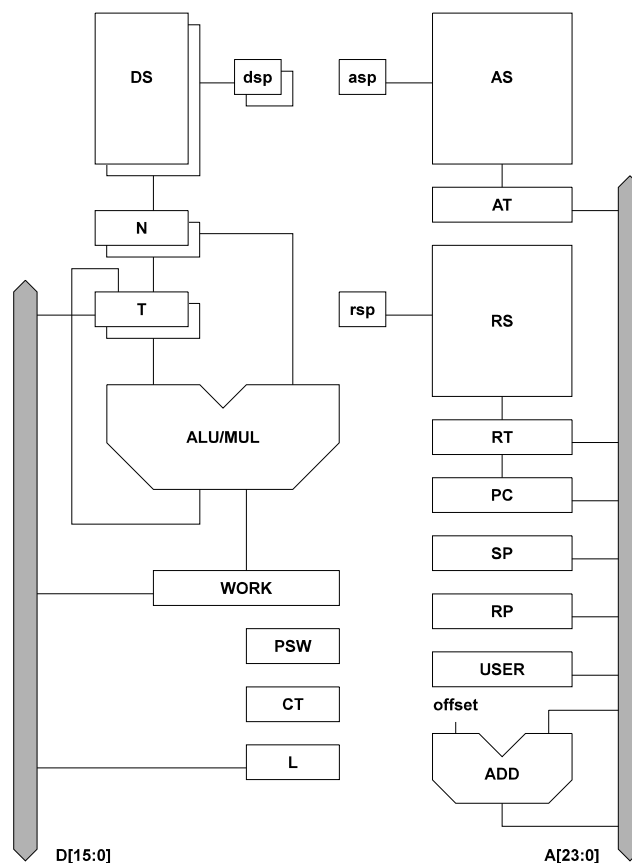 DS
dsp
asp
AS
AT
N
T
rsp
RS
ALU/MUL
RT
PC
SP
WORK
RP
PSW
USER
CT
offset
L
ADD
D[15:0]
A[23:0]